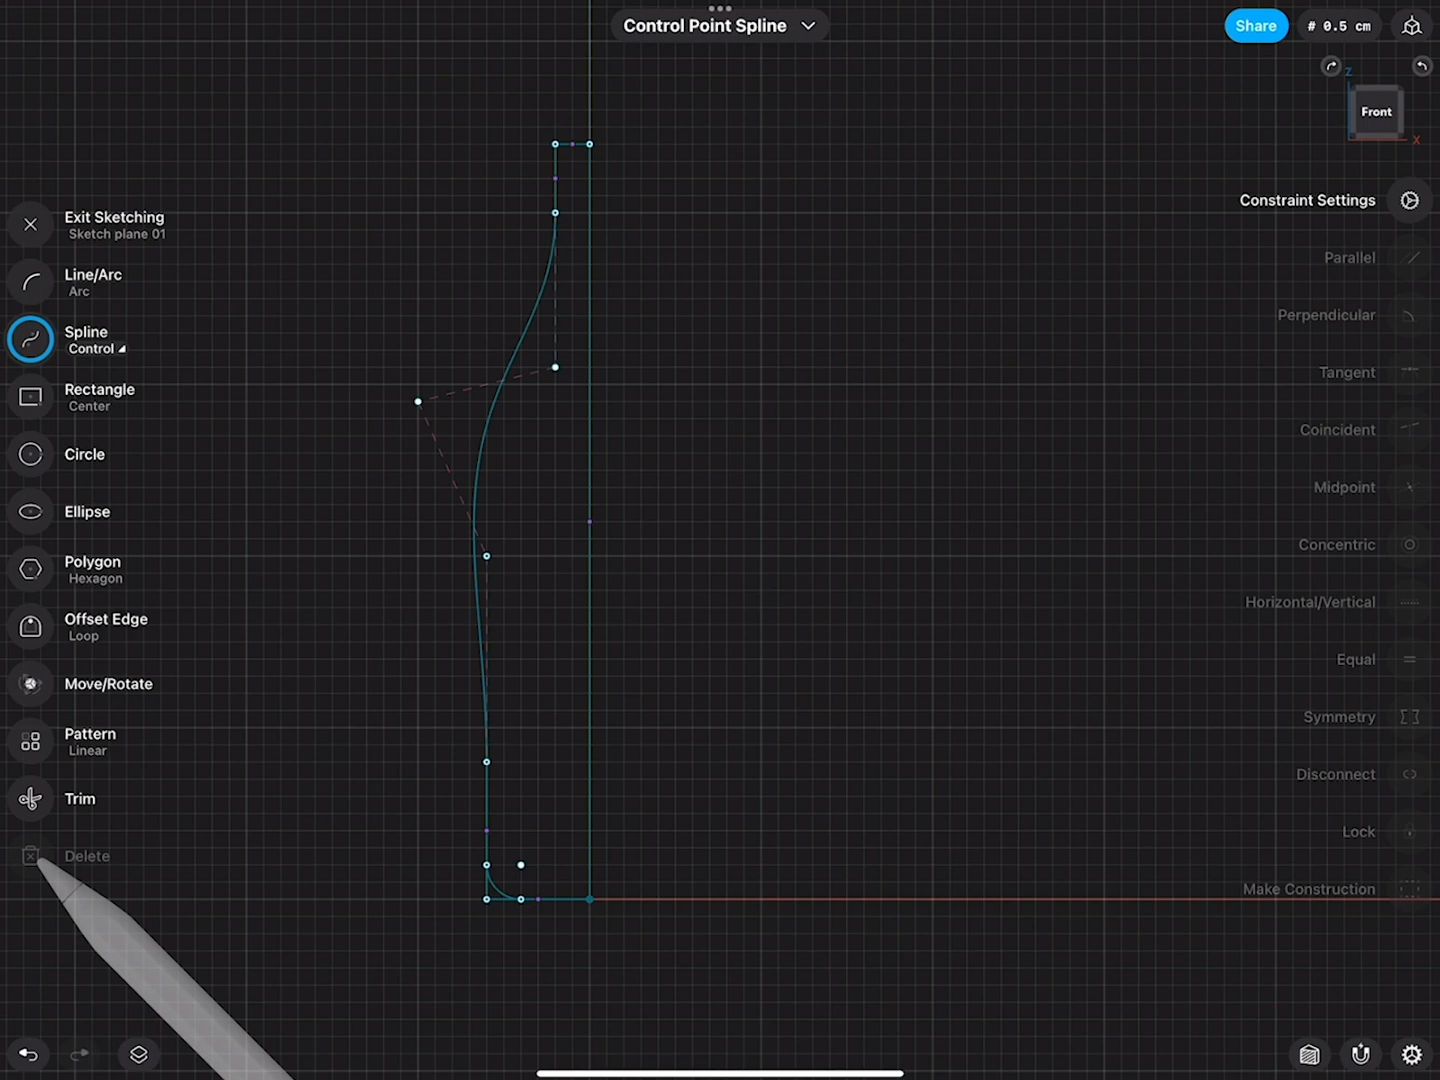 Control Point Spline
Share
# 0.5 cm
Z
Front
X
Exit Sketching
Sketch plane 01
Line/Arc
Arc
Spline
Control
Rectangle
Center
Circle
Ellipse
Polygon
Hexagon
Offset Edge
Loop
Move/Rotate
Pattern
Linear
Trim
Delete
Constraint Settings
Parallel
Perpendicular
Tangent
Coincident
Midpoint
Concentric
Horizontal/Vertical
Equal
Symmetry
Disconnect
Lock
Make Construction